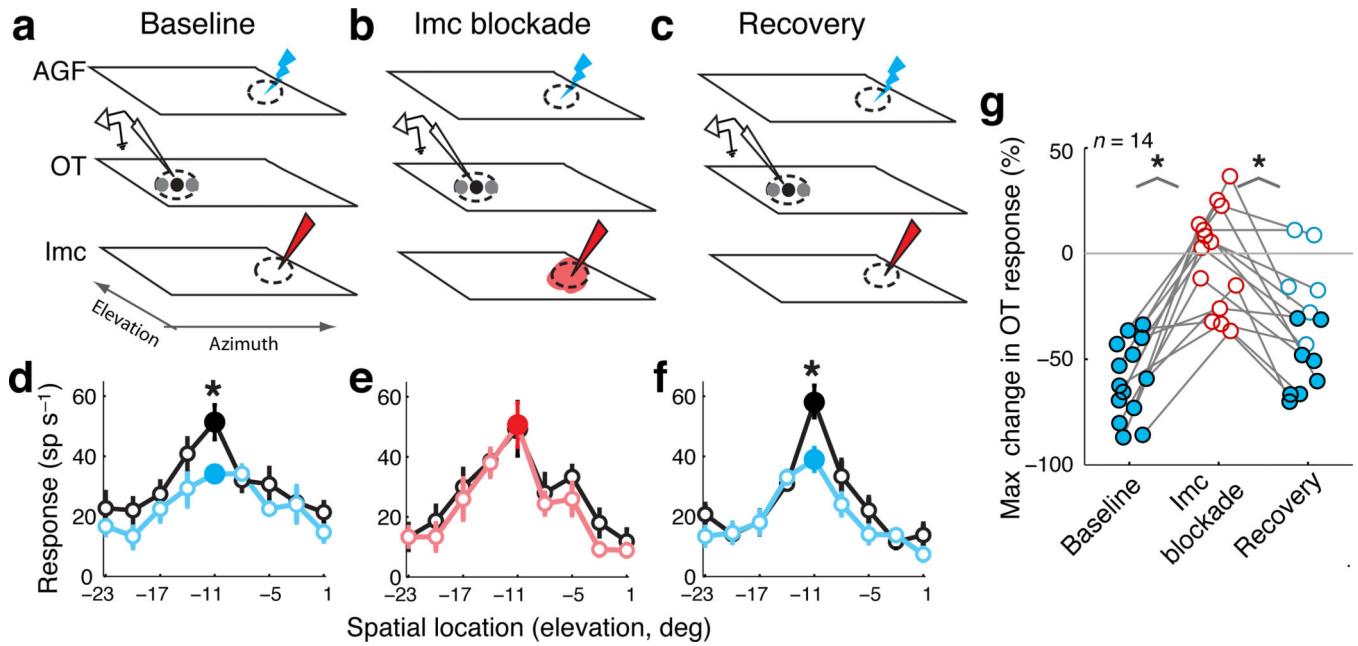 a Baseline b Imc blockade c Recovery
AGF
OT
Imc
Elevation
Azimuth
g
n = 14
* *
Max change in OT response (%)
50
0
−50
−100
Baseline
Imc
blockade
Recovery
d e f
* *
Response (sp s⁻¹)
60
40
20
0
−23 −17 −11 −5 1
60
40
20
0
−23 −17 −11 −5 1
60
40
20
0
−23 −17 −11 −5 1
Spatial location (elevation, deg)